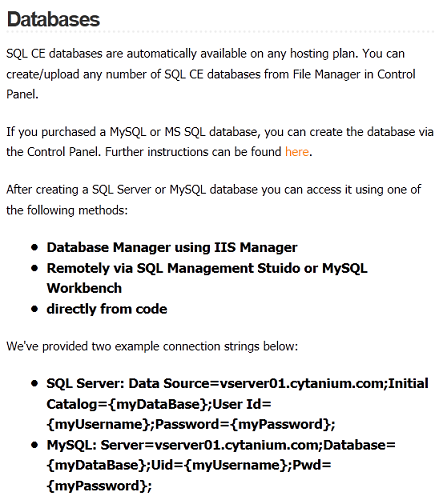 Databases
SQL CE databases are automatically available on any hosting plan. You can
create/upload any number of SQL CE databases from File Manager in Control
Panel.
If you purchased a MySQL or MS SQL database, you can create the database via
the Control Panel. Further instructions can be found here.
After creating a SQL Server or MySQL database you can access it using one of
the following methods:
• Database Manager using IIS Manager
• Remotely via SQL Management Stuido or MySQL
Workbench
• directly from code
We've provided two example connection strings below:
• SQL Server: Data Source=vserver01.cytanium.com;Initial
Catalog={myDataBase};User Id=
{myUsername};Password={myPassword};
• MySQL: Server=vserver01.cytanium.com;Database=
{myDataBase};Uid={myUsername};Pwd=
{myPassword};